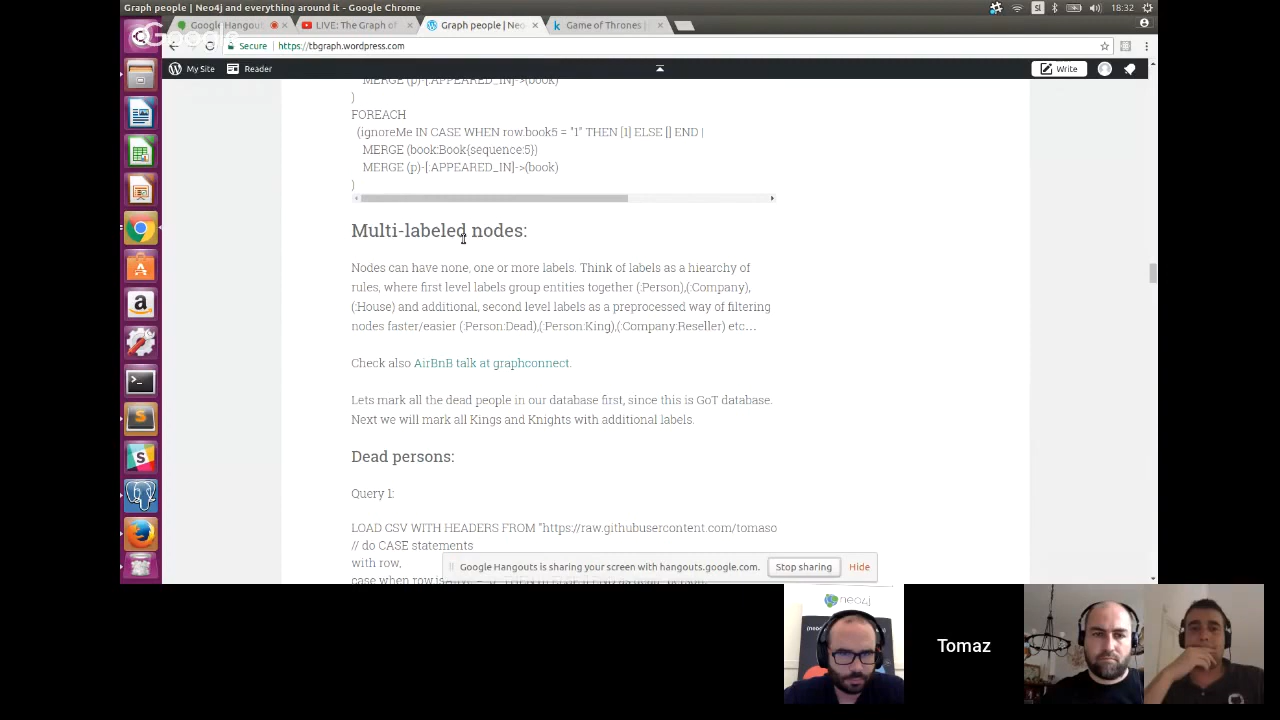 Graph people | Neo4j and everything around it - Google Chrome
Sl
18:32
Google Hangout
LIVE: The Graph of
Graph people | Neo
Game of Thrones |
Google
Secure
https://tbgraph.wordpress.com
My Site
Reader
Write
MERGE (p)-[:APPEARED_IN]->(book)
)
FOREACH
(ignoreMe IN CASE WHEN row.book5 = "1" THEN [1] ELSE [] END |
MERGE (book:Book{sequence:5})
MERGE (p)-[:APPEARED_IN]->(book)
)
Multi-labeled nodes:
Nodes can have none, one or more labels. Think of labels as a hiearchy of
rules, where first level labels group entities together (:Person),(:Company),
(:House) and additional, second level labels as a preprocessed way of filtering
nodes faster/easier (:Person:Dead),(:Person:King),(:Company:Reseller) etc…
Check also AirBnB talk at graphconnect.
Lets mark all the dead people in our database first, since this is GoT database.
Next we will mark all Kings and Knights with additional labels.
Dead persons:
Query 1:
LOAD CSV WITH HEADERS FROM "https://raw.githubusercontent.com/tomaso
// do CASE statements
with row,
case when
Google Hangouts is sharing your screen with hangouts.google.com.
Stop sharing
Hide
neo4j
Tomaz